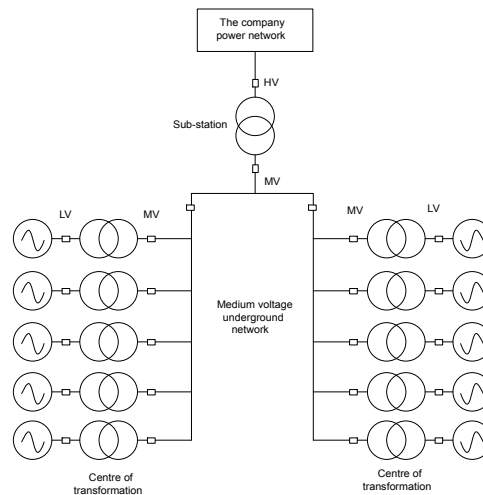 The company
power network
HV
Sub-station
MV
LV
MV
MV
LV
Medium voltage
underground
network
Centre of
transformation
Centre of
transformation